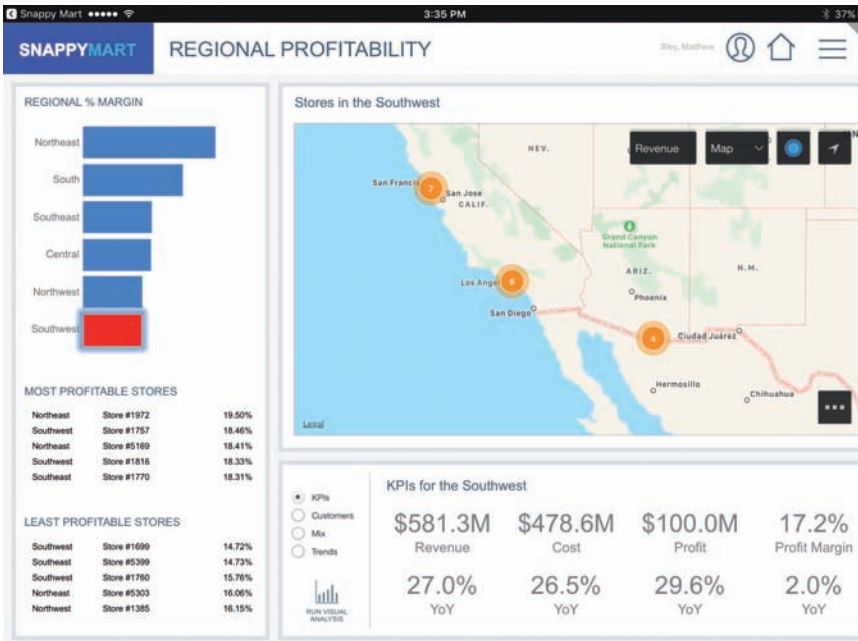 Snappy Mart
3:35 PM
37%
SNAPPYMART
REGIONAL PROFITABILITY
REGIONAL % MARGIN
Northeast
South
Southeast
Central
Northwest
Southwest
MOST PROFITABLE STORES
Northeast Store #1972 19.50%
Southwest Store #1757 18.46%
Northeast Store #5169 18.41%
Southwest Store #1816 18.33%
Southeast Store #1770 18.31%
LEAST PROFITABLE STORES
Southwest Store #1699 14.72%
Southeast Store #5399 14.73%
Southwest Store #1760 15.76%
Northeast Store #5303 16.06%
Northwest Store #1385 16.15%
Stores in the Southwest
Revenue
Map
NEV.
San Francis
7
San Jose
CALIF.
Grand Canyon
National Park
ARIZ.
N.M.
Los Angel
6
Phoenix
San Diego
4
Ciudad Juárez
Hermosillo
Chihuahua
Legal
KPIs
Customers
Mix
Trends
RUN VISUAL
ANALYSIS
KPIs for the Southwest
$581.3M $478.6M $100.0M 17.2%
Revenue Cost Profit Profit Margin
27.0% 26.5% 29.6% 2.0%
YoY YoY YoY YoY